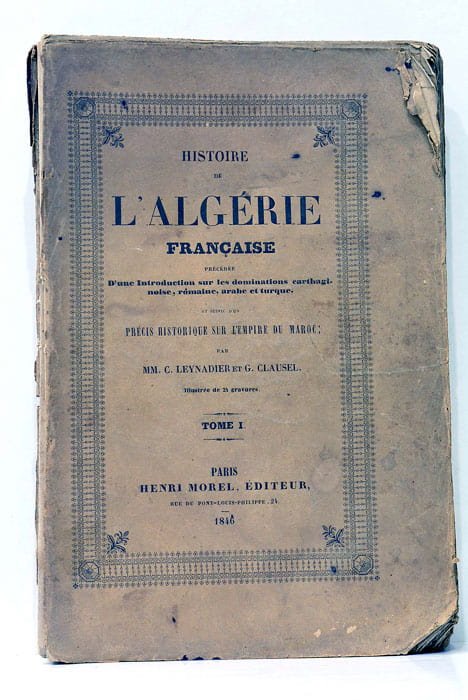 HISTOIRE
DE
L'ALGÉRIE
FRANÇAISE
PRÉCÉDÉE
D'une Introduction sur les dominations carthagi-
noise, romaine, arabe et turque,
ET SUIVIE D'UN
PRÉCIS HISTORIQUE SUR L'EMPIRE DU MAROC;
PAR
MM. C. LEYNADIER ET G. CLAUSEL.
Illustrée de 24 gravures.
TOME I
PARIS
HENRI MOREL, ÉDITEUR,
RUE DU PONT-LOUIS-PHILIPPE, 24.
1846